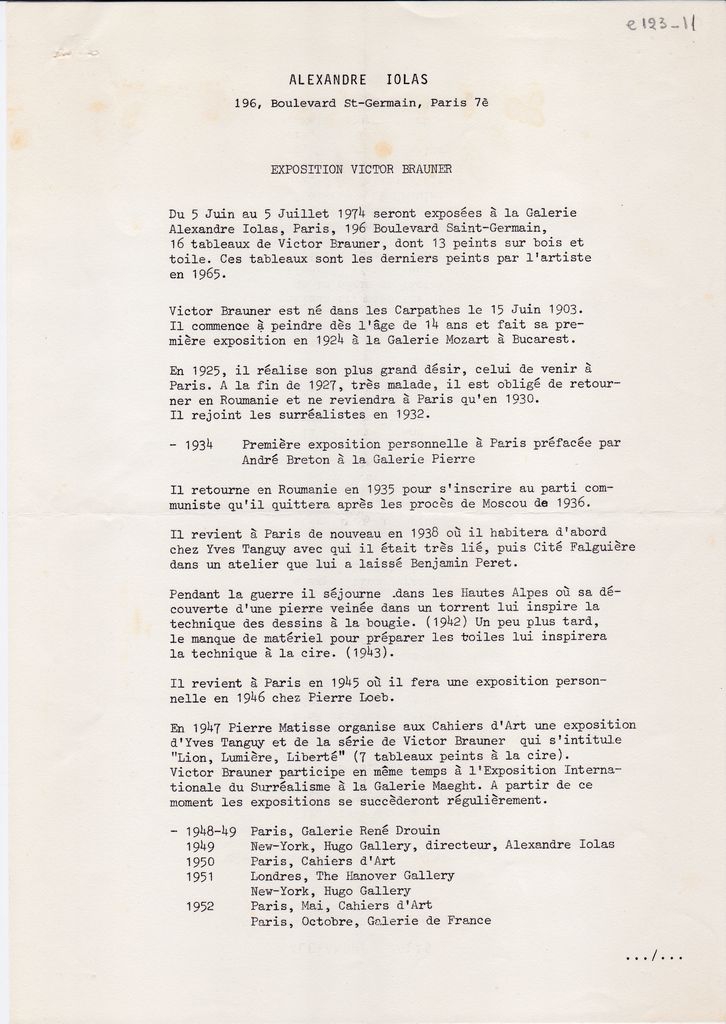 e 123-11
ALEXANDRE IOLAS
196, Boulevard St-Germain, Paris 7è
EXPOSITION VICTOR BRAUNER
Du 5 Juin au 5 Juillet 1974 seront exposées à la Galerie
Alexandre Iolas, Paris, 196 Boulevard Saint-Germain,
16 tableaux de Victor Brauner, dont 13 peints sur bois et
toile. Ces tableaux sont les derniers peints par l'artiste
en 1965.
Victor Brauner est né dans les Carpathes le 15 Juin 1903.
Il commence à peindre dès l'âge de 14 ans et fait sa pre-
mière exposition en 1924 à la Galerie Mozart à Bucarest.
En 1925, il réalise son plus grand désir, celui de venir à
Paris. A la fin de 1927, très malade, il est obligé de retour-
ner en Roumanie et ne reviendra à Paris qu'en 1930.
Il rejoint les surréalistes en 1932.
- 1934 Première exposition personnelle à Paris préfacée par
André Breton à la Galerie Pierre
Il retourne en Roumanie en 1935 pour s'inscrire au parti com-
muniste qu'il quittera après les procès de Moscou de 1936.
Il revient à Paris de nouveau en 1938 où il habitera d'abord
chez Yves Tanguy avec qui il était très lié, puis Cité Falguière
dans un atelier que lui a laissé Benjamin Peret.
Pendant la guerre il séjourne .dans les Hautes Alpes où sa dé-
couverte d'une pierre veinée dans un torrent lui inspire la
technique des dessins à la bougie. (1942) Un peu plus tard,
le manque de matériel pour préparer les toiles lui inspirera
la technique à la cire. (1943).
Il revient à Paris en 1945 où il fera une exposition person-
nelle en 1946 chez Pierre Loeb.
En 1947 Pierre Matisse organise aux Cahiers d'Art une exposition
d'Yves Tanguy et de la série de Victor Brauner qui s'intitule
"Lion, Lumière, Liberté" (7 tableaux peints à la cire).
Victor Brauner participe en même temps à l'Exposition Interna-
tionale du Surréalisme à la Galerie Maeght. A partir de ce
moment les expositions se succèderont régulièrement.
- 1948-49 Paris, Galerie René Drouin
1949 New-York, Hugo Gallery, directeur, Alexandre Iolas
1950 Paris, Cahiers d'Art
1951 Londres, The Hanover Gallery
New-York, Hugo Gallery
1952 Paris, Mai, Cahiers d'Art
Paris, Octobre, Galerie de France
.../...